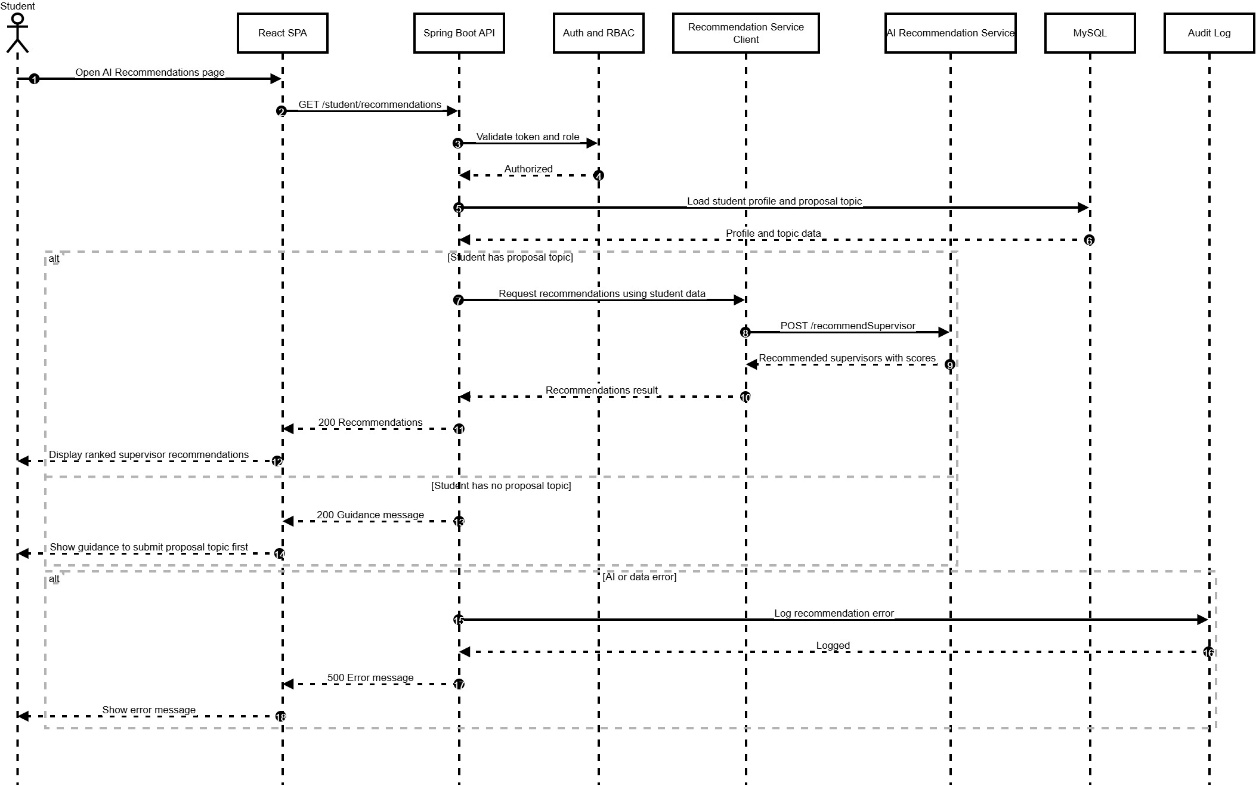 Student
React SPA
Spring Boot API
Auth and RBAC
Recommendation Service
Client
AI Recommendation Service
MySQL
Audit Log
1
Open AI Recommendations page
2
GET /student/recommendations
3
Validate token and role
Authorized
4
5
Load student profile and proposal topic
Profile and topic data
6
alt
[Student has proposal topic]
7
Request recommendations using student data
8
POST /recommendSupervisor
Recommended supervisors with scores
9
Recommendations result
10
200 Recommendations
11
Display ranked supervisor recommendations
12
[Student has no proposal topic]
200 Guidance message
13
Show guidance to submit proposal topic first
14
alt
[AI or data error]
15
Log recommendation error
Logged
16
500 Error message
17
Show error message
18